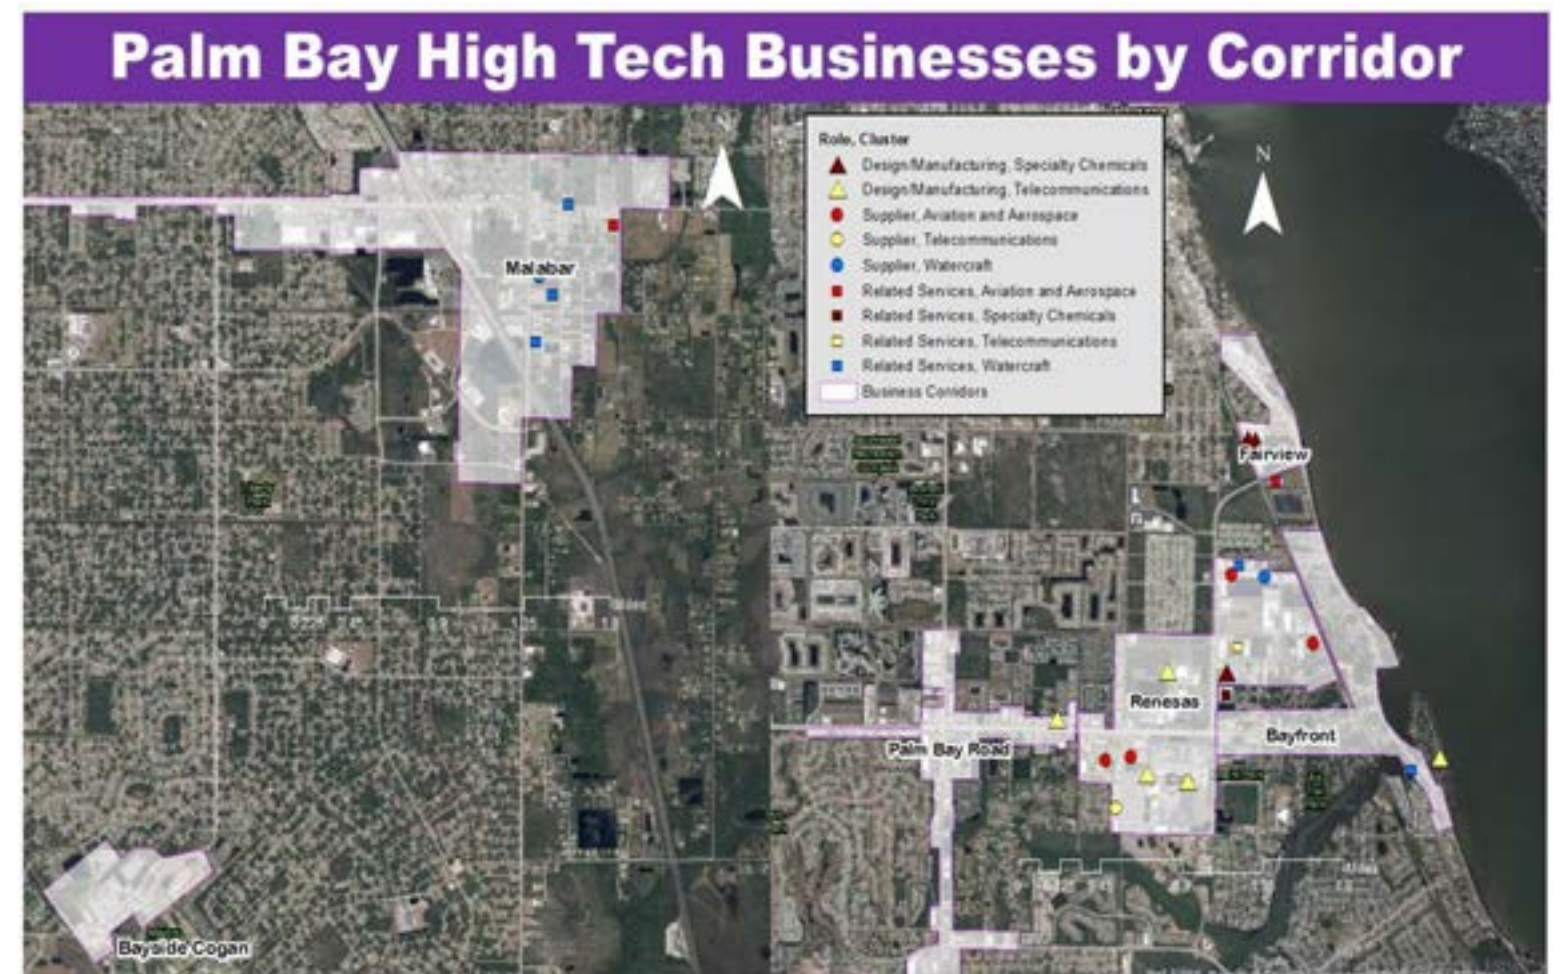 Palm Bay High Tech Businesses by Corridor
Role, Cluster
Design/Manufacturing, Specialty Chemicals
Design/Manufacturing, Telecommunications
Supplier, Aviation and Aerospace
Supplier, Telecommunications
Supplier, Watercraft
Related Services, Aviation and Aerospace
Related Services, Specialty Chemicals
Related Services, Telecommunications
Related Services, Watercraft
Business Corridors
N
Malabar
Fairview
Renesas
Bayfront
Palm Bay Road
Bayside Cogan